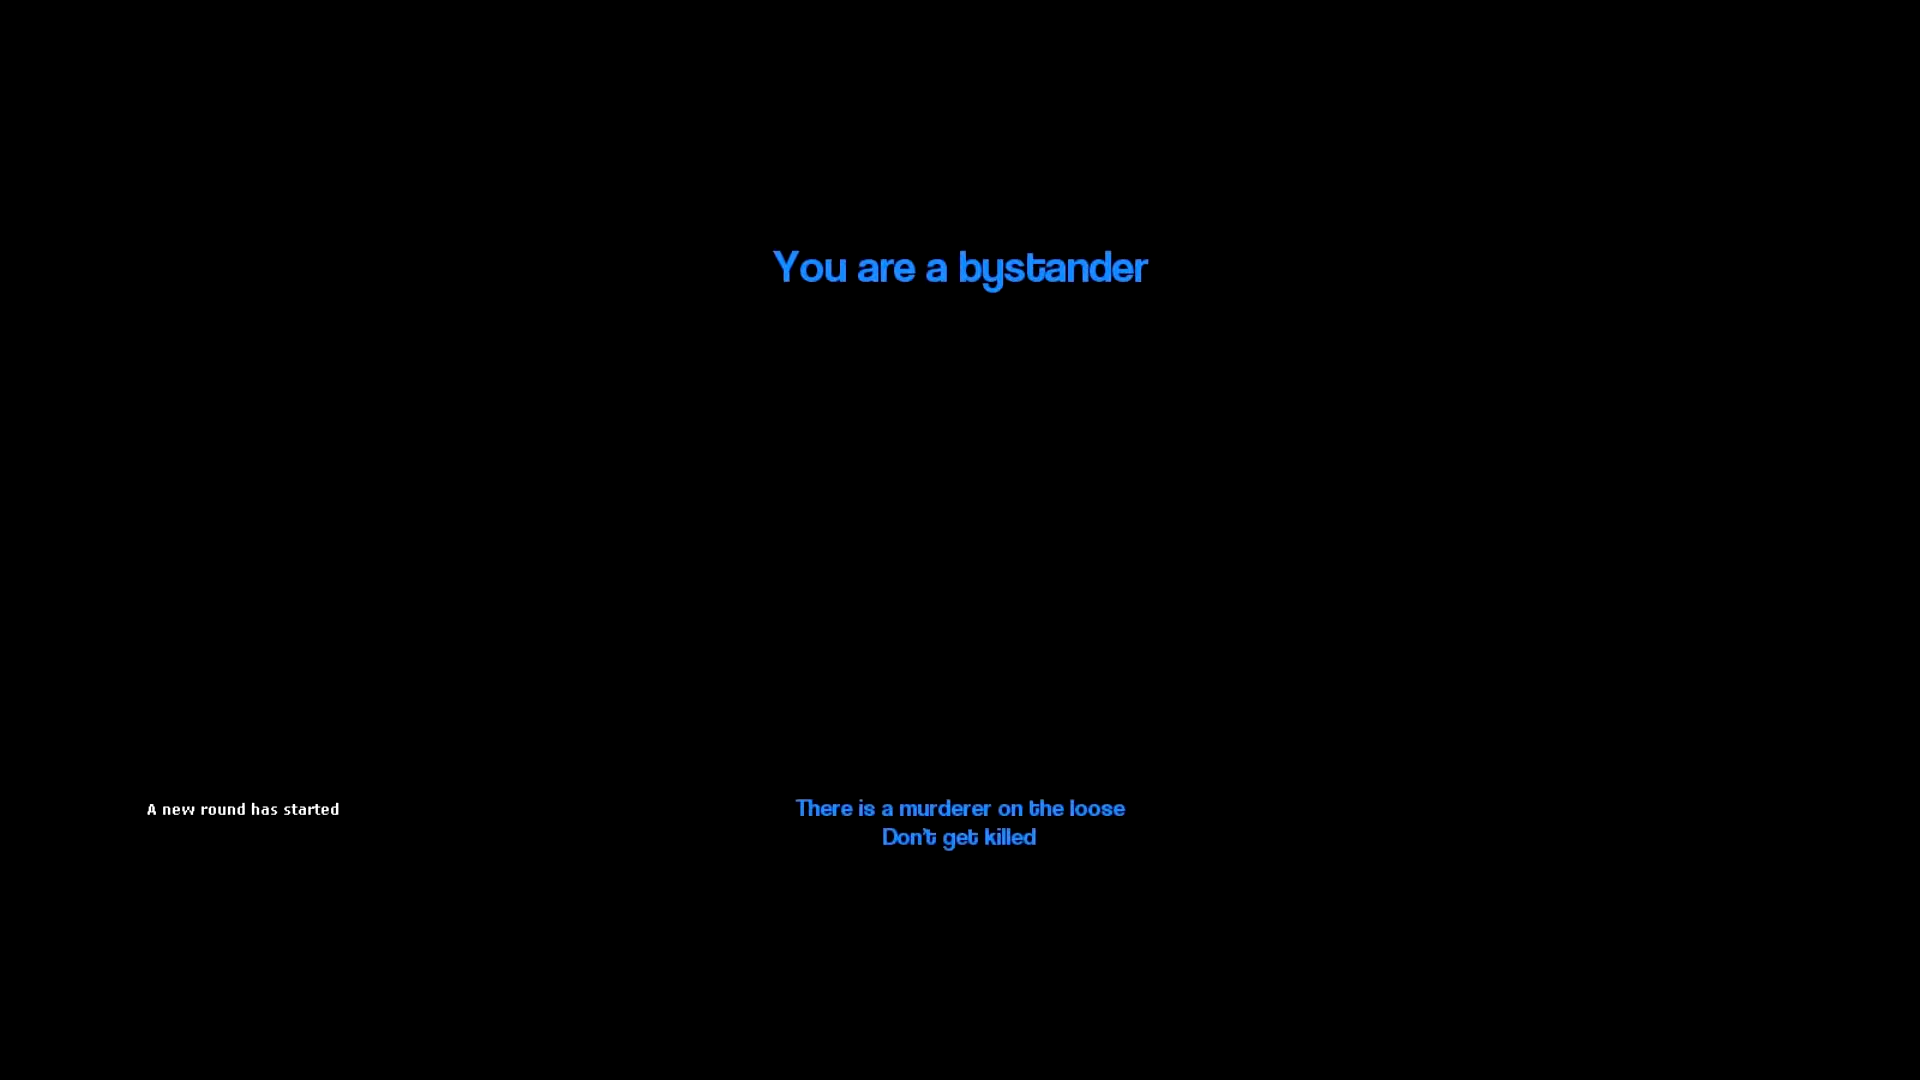 You are a bystander
A new round has started
There is a murderer on the loose
Don't get killed